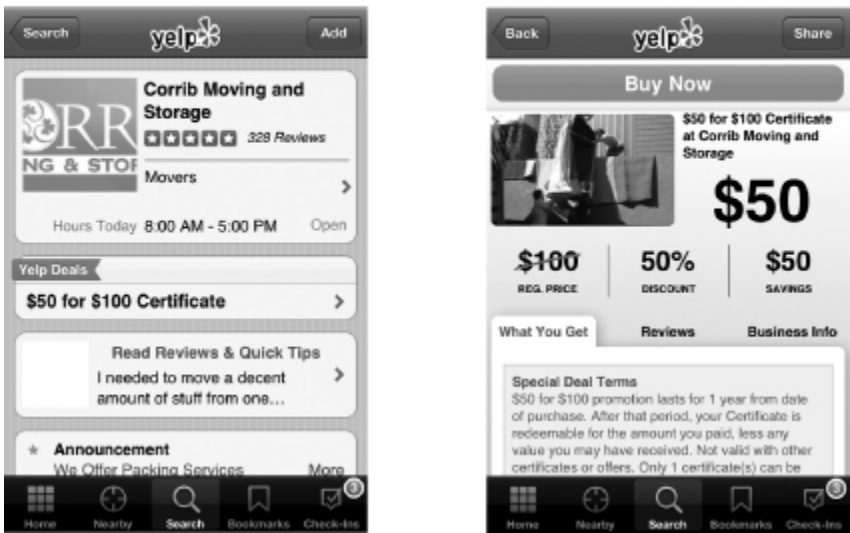 Search
yelp
Add
ORR
NG & STOR
Corrib Moving and
Storage
328 Reviews
Movers
Hours Today 8:00 AM - 5:00 PM Open
Yelp Deals
$50 for $100 Certificate
Read Reviews & Quick Tips
I needed to move a decent
amount of stuff from one...
Announcement
We Offer Packing Services More
3
Home Nearby Search Bookmarks Check-Ins
Back
yelp
Share
Buy Now
$50 for $100 Certificate
at Corrib Moving and
Storage
$50
$100 50% $50
REG. PRICE DISCOUNT SAVINGS
What You Get Reviews Business Info
Special Deal Terms
$50 for $100 promotion lasts for 1 year from date
of purchase. After that period, your Certificate is
redeemable for the amount you paid, less any
value you may have received. Not valid with other
certificates or offers. Only 1 certificate(s) can be
3
Home Nearby Search Bookmarks Check-Ins